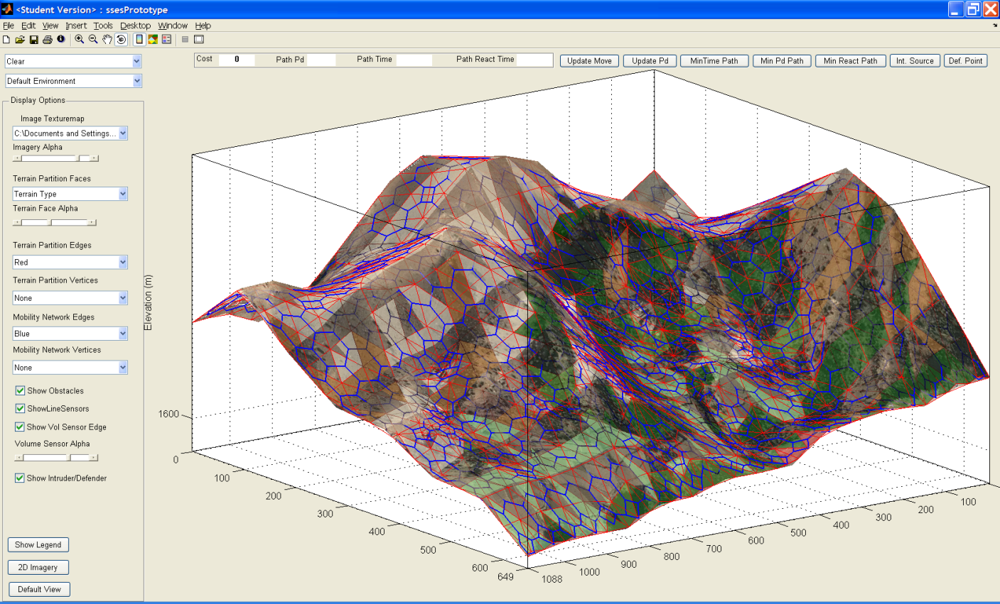 <Student Version> : ssesPrototype
File Edit View Insert Tools Desktop Window Help
Clear
Default Environment
Cost 0 Path Pd Path Time Path React Time
Update Move Update Pd MinTime Path Min Pd Path Min React Path Int. Source Def. Point
Display Options
Image Texturemap
C:\Documents and Settings...
Imagery Alpha
Terrain Partition Faces
Terrain Type
Terrain Face Alpha
Terrain Partition Edges
Red
Terrain Partition Vertices
None
Mobility Network Edges
Blue
Mobility Network Vertices
None
Show Obstacles
ShowLineSensors
Show Vol Sensor Edge
Volume Sensor Alpha
Show Intruder/Defender
Show Legend
2D Imagery
Default View
Elevation (m)
1600
0
100
200
300
400
500
600
649
1088
1000
900
800
700
600
500
400
300
200
100